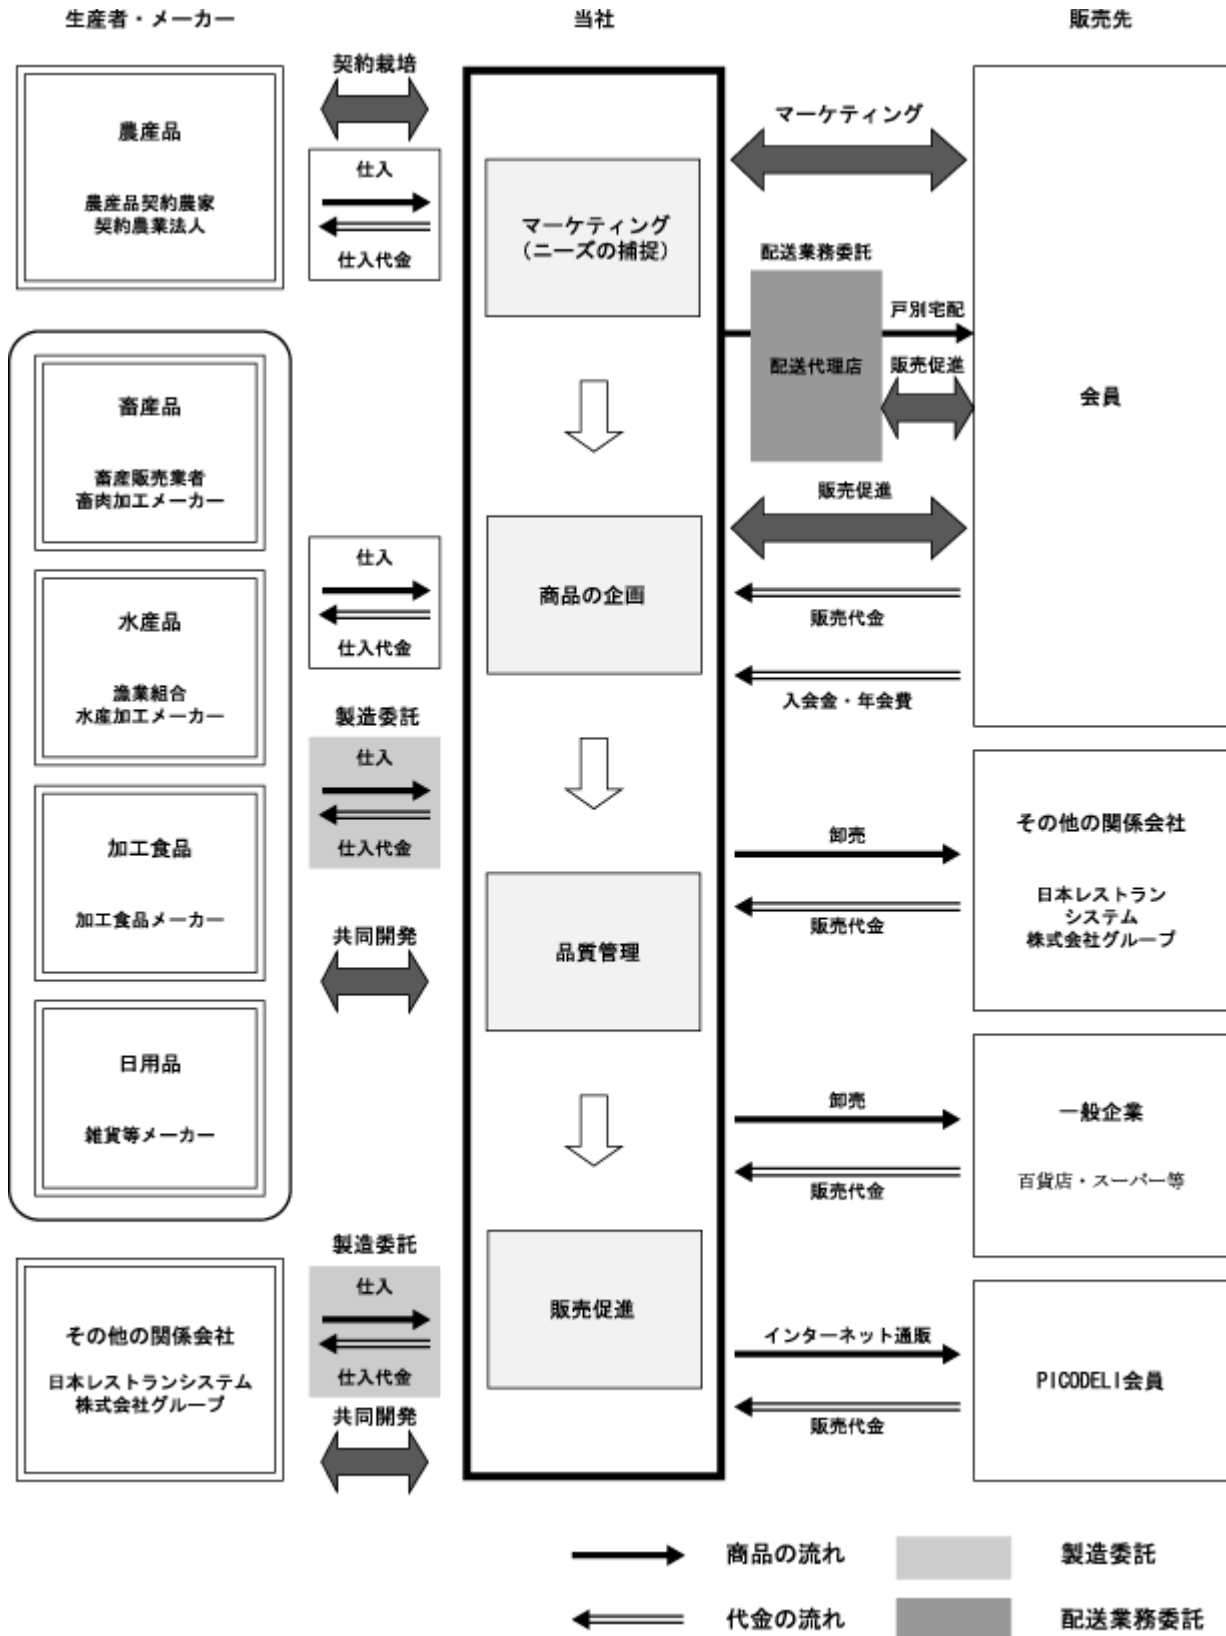 生産者・メーカー
当社
販売先
農産品
農産品契約農家
契約農業法人
契約栽培
仕入
仕入代金
畜産品
畜産販売業者
畜肉加工メーカー
水産品
漁業組合
水産加工メーカー
加工食品
加工食品メーカー
日用品
雑貨等メーカー
仕入
仕入代金
製造委託
仕入
仕入代金
共同開発
その他の関係会社
日本レストランシステム
株式会社グループ
製造委託
仕入
仕入代金
共同開発
マーケティング
(ニーズの捕捉)
商品の企画
品質管理
販売促進
マーケティング
配送業務委託
配送代理店
戸別宅配
販売促進
販売促進
販売代金
入会金・年会費
会員
卸売
販売代金
その他の関係会社
日本レストラン
システム
株式会社グループ
卸売
販売代金
一般企業
百貨店・スーパー等
インターネット通販
販売代金
PICODELI会員
商品の流れ
製造委託
代金の流れ
配送業務委託